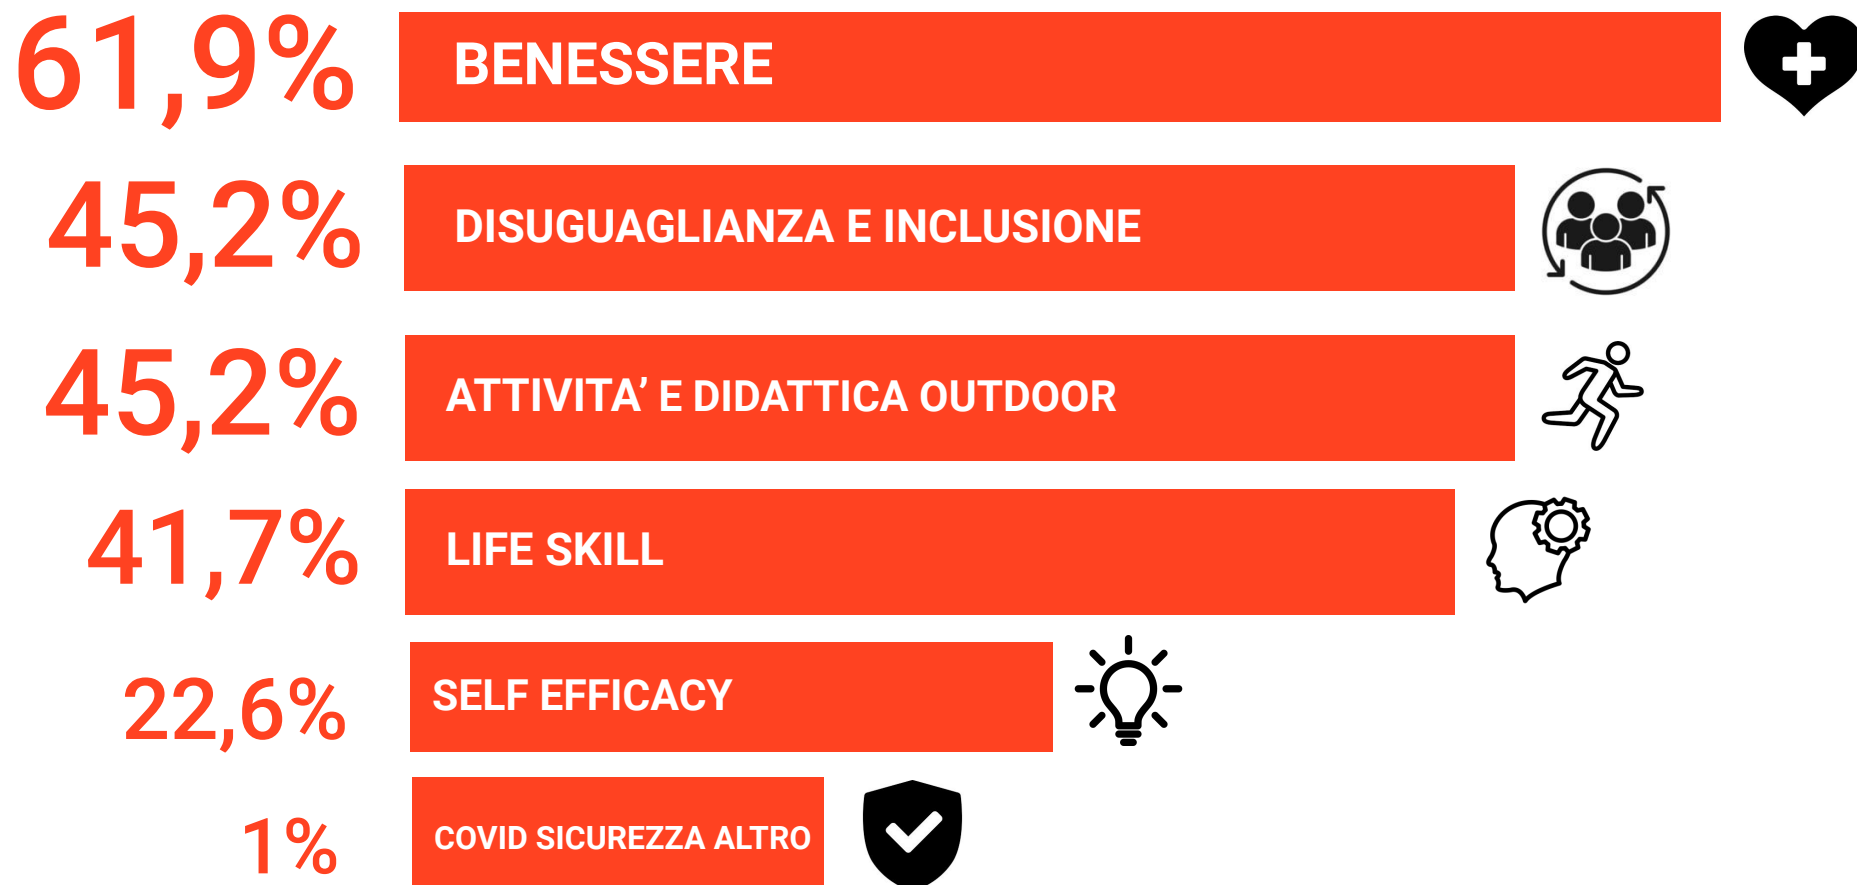 61,9% BENESSERE
45,2% DISUGUAGLIANZA E INCLUSIONE
45,2% ATTIVITA’ E DIDATTICA OUTDOOR
41,7% LIFE SKILL
22,6% SELF EFFICACY
1% COVID SICUREZZA ALTRO